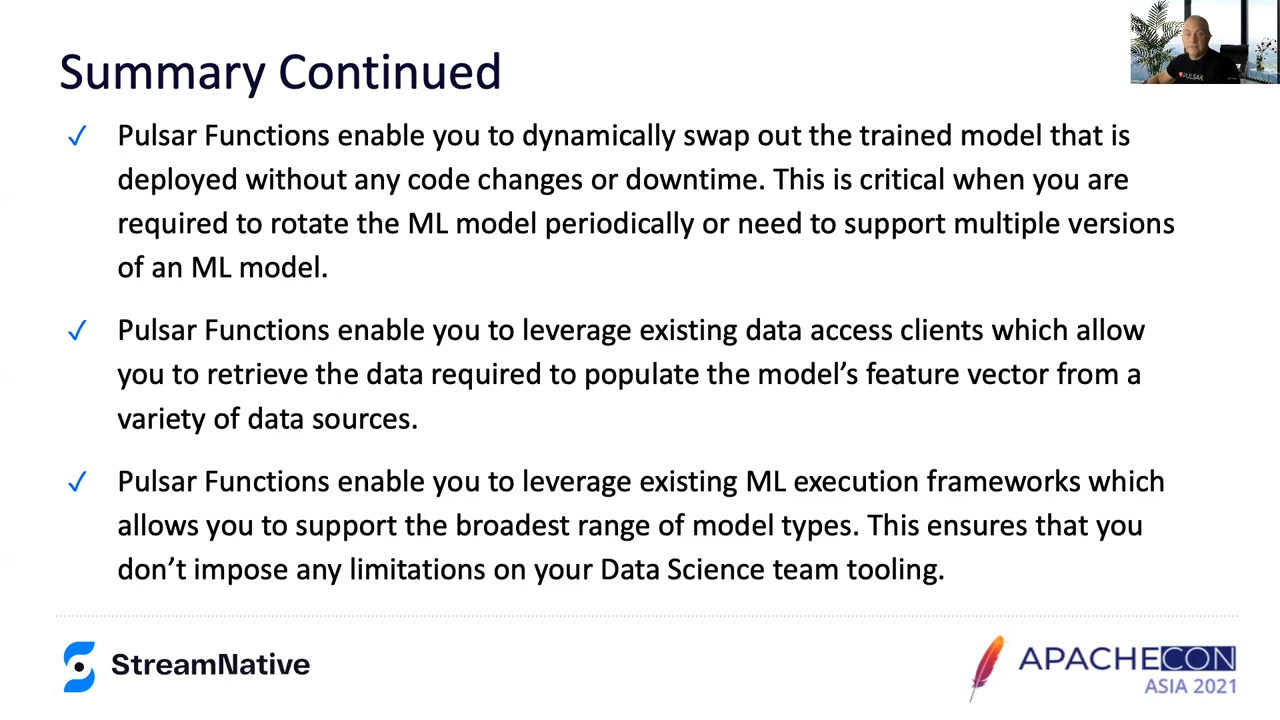 Summary Continued
✓ Pulsar Functions enable you to dynamically swap out the trained model that is
deployed without any code changes or downtime. This is critical when you are
required to rotate the ML model periodically or need to support multiple versions
of an ML model.
✓ Pulsar Functions enable you to leverage existing data access clients which allow
you to retrieve the data required to populate the model’s feature vector from a
variety of data sources.
✓ Pulsar Functions enable you to leverage existing ML execution frameworks which
allows you to support the broadest range of model types. This ensures that you
don’t impose any limitations on your Data Science team tooling.
PULSAR
StreamNative
APACHECON
ASIA 2021